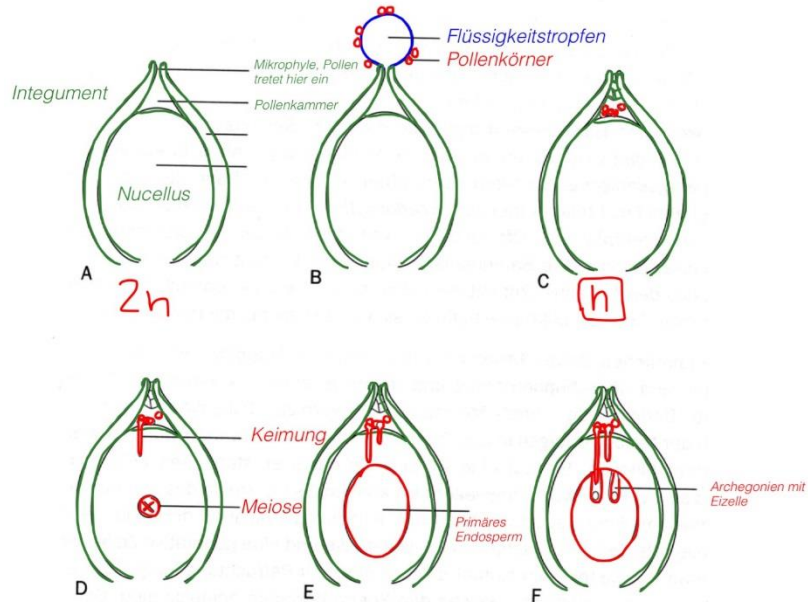 Flüssigkeitstropfen
Pollenkörner
Mikrophyle, Pollen
tretet hier ein
Integument
Pollenkammer
Nucellus
A
B
C
2n
n
Keimung
Meiose
Primäres
Endosperm
Archegonien mit
Eizelle
D
E
F